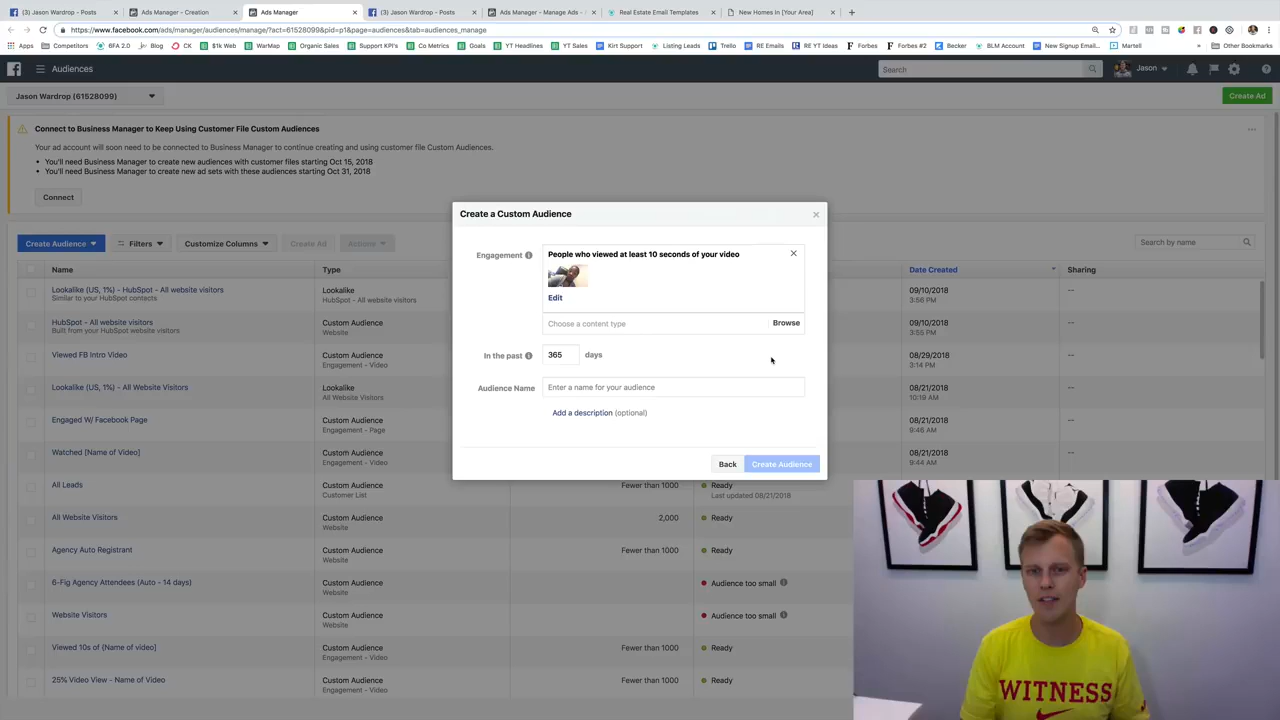 (3) Jason Wardrop - Posts
Ads Manager - Creation
Ads Manager
(3) Jason Wardrop - Posts
Ads Manager - Manage Ads -
Real Estate Email Templates
New Homes In [Your Area]
https://www.facebook.com/ads/manager/audiences/manage/?act=61528099&pid=p1&page=audiences&tab=audiences_manage
Apps
Competitors
6FA 2.0
Blog
CK
$1k Web
WarMap
Organic Sales
Support KPI's
Co Metrics
Goals
YT Headlines
YT Sales
Kirt Support
Listing Leads
Trello
RE Emails
RE YT Ideas
Forbes
Forbes #2
Becker
BLM Account
New Signup Email...
Martell
Other Bookmarks
Audiences
Search
Jason
Jason Wardrop (61528099)
Create Ad
Connect to Business Manager to Keep Using Customer File Custom Audiences
Your ad account will soon need to be connected to Business Manager to continue creating and using customer file Custom Audiences.
You'll need Business Manager to create new audiences with customer files starting Oct 15, 2018
You'll need Business Manager to create new ad sets with these audiences starting Oct 31, 2018
Connect
Create a Custom Audience
Engagement
People who viewed at least 10 seconds of your video
Edit
Choose a content type
Browse
In the past
365
days
Audience Name
Enter a name for your audience
Add a description (optional)
Back
Create Audience
Create Audience
Filters
Customize Columns
Create Ad
Actions
Search by name
Name
Type
Date Created
Sharing
Lookalike (US, 1%) - HubSpot - All website visitors
Similar to your HubSpot contacts
Lookalike
HubSpot - All website visitors
09/10/2018
3:56 PM
--
HubSpot - All website visitors
Built from your HubSpot website visitors
Custom Audience
Website
09/10/2018
3:55 PM
--
Viewed FB Intro Video
Custom Audience
Engagement - Video
08/29/2018
3:14 PM
--
Lookalike (US, 1%) - All Website Visitors
Lookalike
All Website Visitors
08/21/2018
10:19 AM
--
Engaged W/ Facebook Page
Custom Audience
Engagement - Page
08/21/2018
9:46 AM
--
Watched [Name of Video]
Custom Audience
Engagement - Video
08/21/2018
9:44 AM
--
All Leads
Custom Audience
Customer List
Fewer than 1000
Ready
Last updated 08/21/2018
All Website Visitors
Custom Audience
Website
2,000
Ready
Agency Auto Registrant
Custom Audience
Website
Fewer than 1000
Ready
6-Fig Agency Attendees (Auto - 14 days)
Custom Audience
Website
Audience too small
Website Visitors
Custom Audience
Website
Audience too small
Viewed 10s of {Name of video]
Custom Audience
Engagement - Video
Fewer than 1000
Ready
25% Video View - Name of Video
Custom Audience
Engagement - Video
Fewer than 1000
Ready
WITNESS